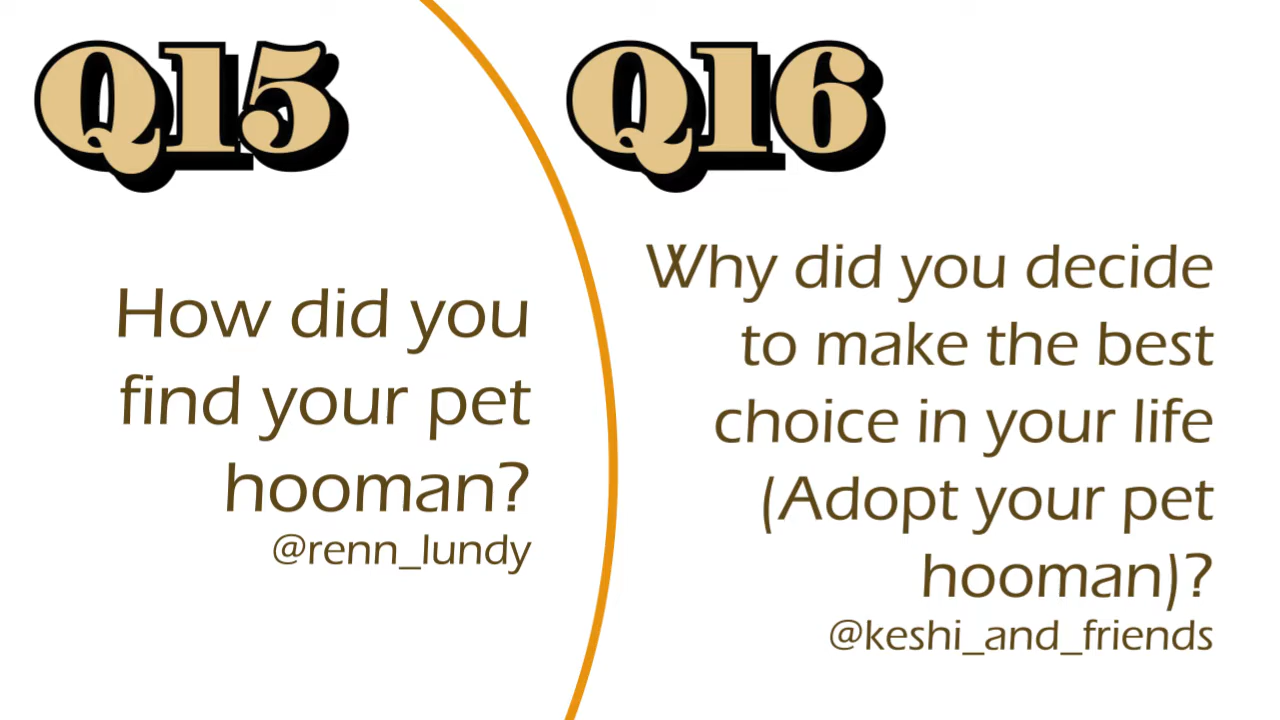 Q15
How did you
find your pet
hooman?
@renn_lundy
Q16
Why did you decide
to make the best
choice in your life
(Adopt your pet
hooman)?
@keshi_and_friends